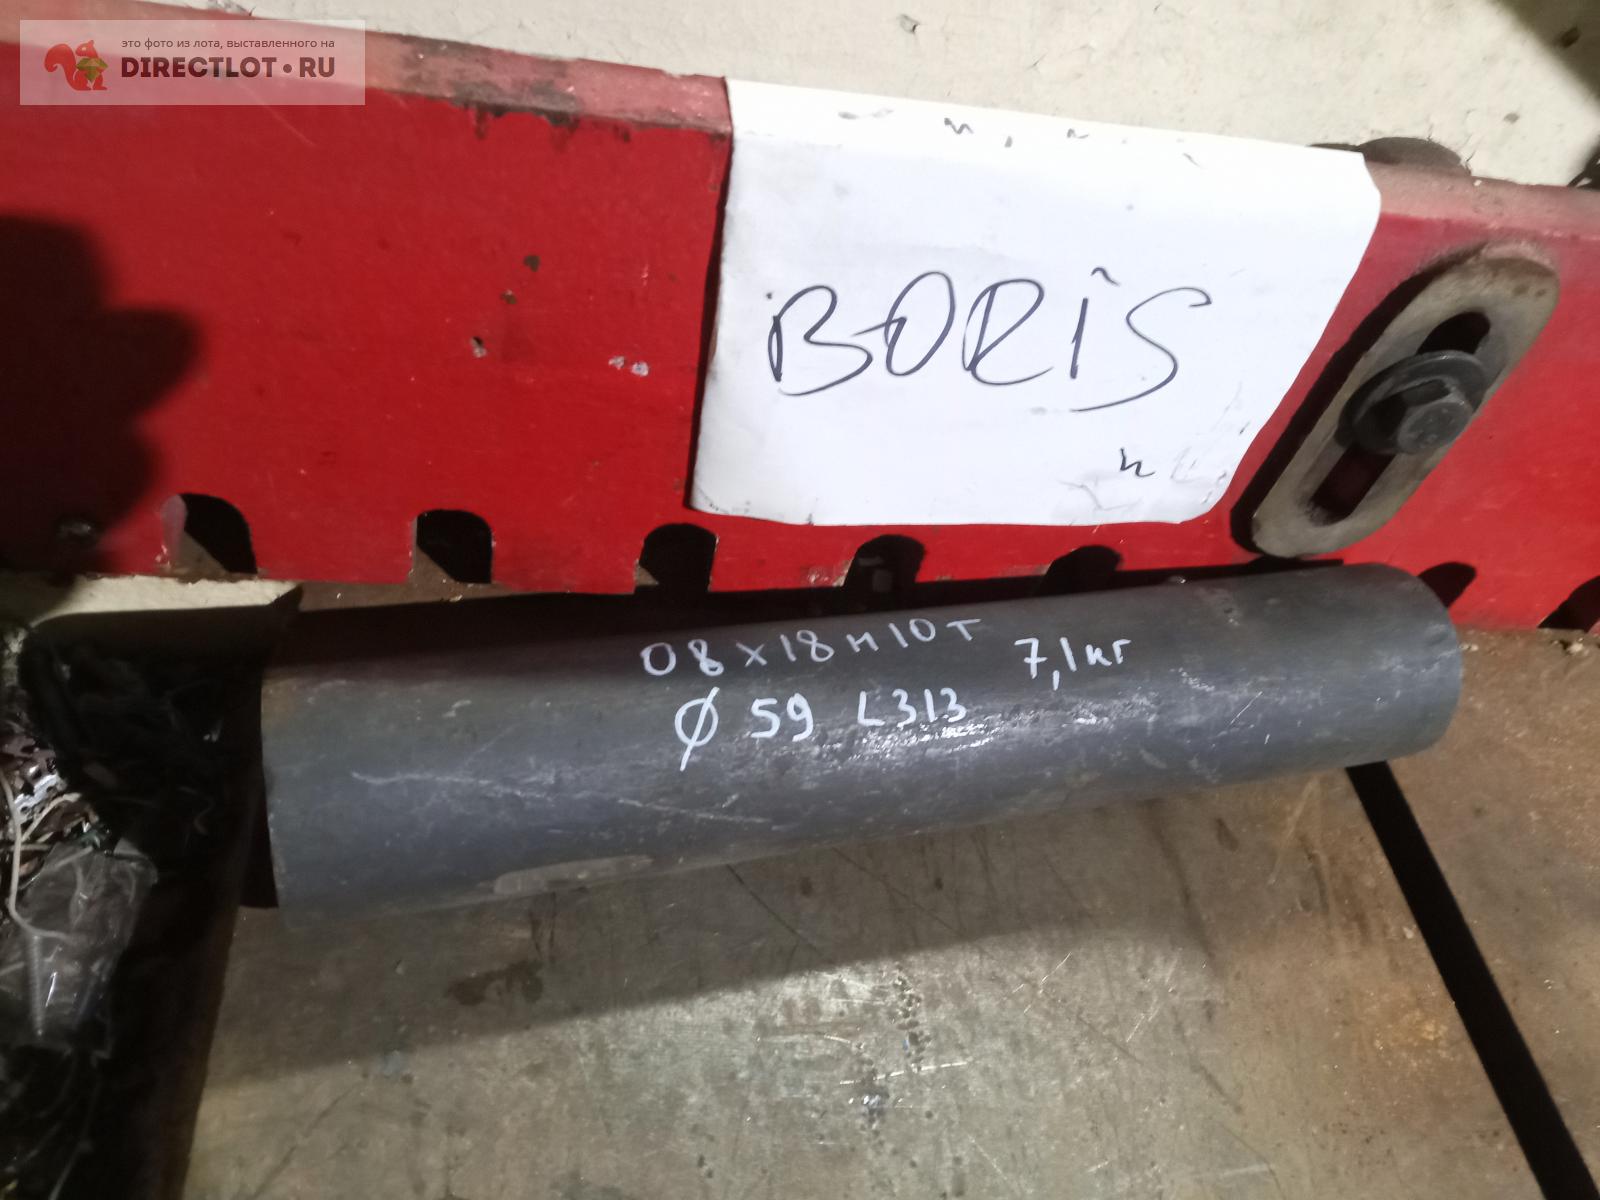 это фото из лота, выставленного на
DIRECTLOT•RU
BORIS
08х18н10т 7,1кг
Ø 59 L313